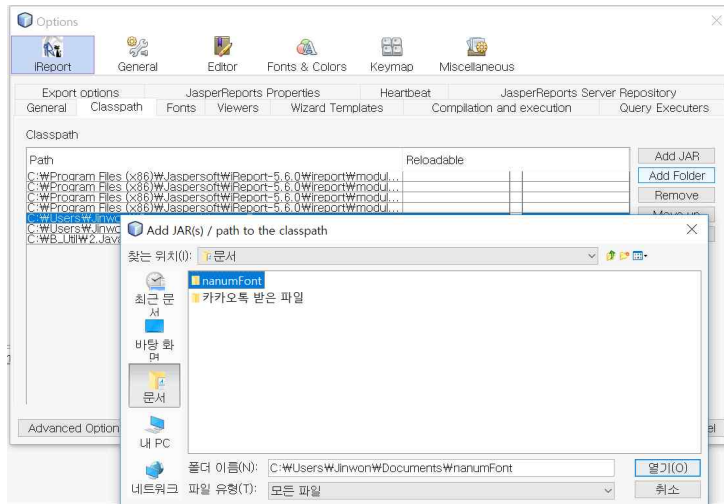 Options
iReport General Editor Fonts & Colors Keymap Miscellaneous
Export options JasperReports Properties Heartbeat JasperReports Server Repository
General Classpath Fonts Viewers Wizard Templates Compilation and execution Query Executers
Classpath
Path Reloadable Add JAR
C:₩Program Files (x86)₩Jaspersoft₩iReport-5.6.0₩ireport₩modul...
C:₩Program Files (x86)₩Jaspersoft₩iReport-5.6.0₩ireport₩modul... Add Folder
C:₩Program Files (x86)₩Jaspersoft₩iReport-5.6.0₩ireport₩modul... Remove
C:₩Program Files (x86)₩Jaspersoft₩iReport-5.6.0₩ireport₩modul...
C:₩Users₩Jinwo Move up
C:₩Users₩Jinwo
C:₩B_Util₩2.Java
Add JAR(s) / path to the classpath
찾는 위치(I): 문서
최근 문서
바탕 화면
문서
내 PC
네트워크
nanumFont
카카오톡 받은 파일
Advanced Option
폴더 이름(N): C:₩Users₩Jinwon₩Documents₩nanumFont 열기(O)
파일 유형(T): 모든 파일 취소